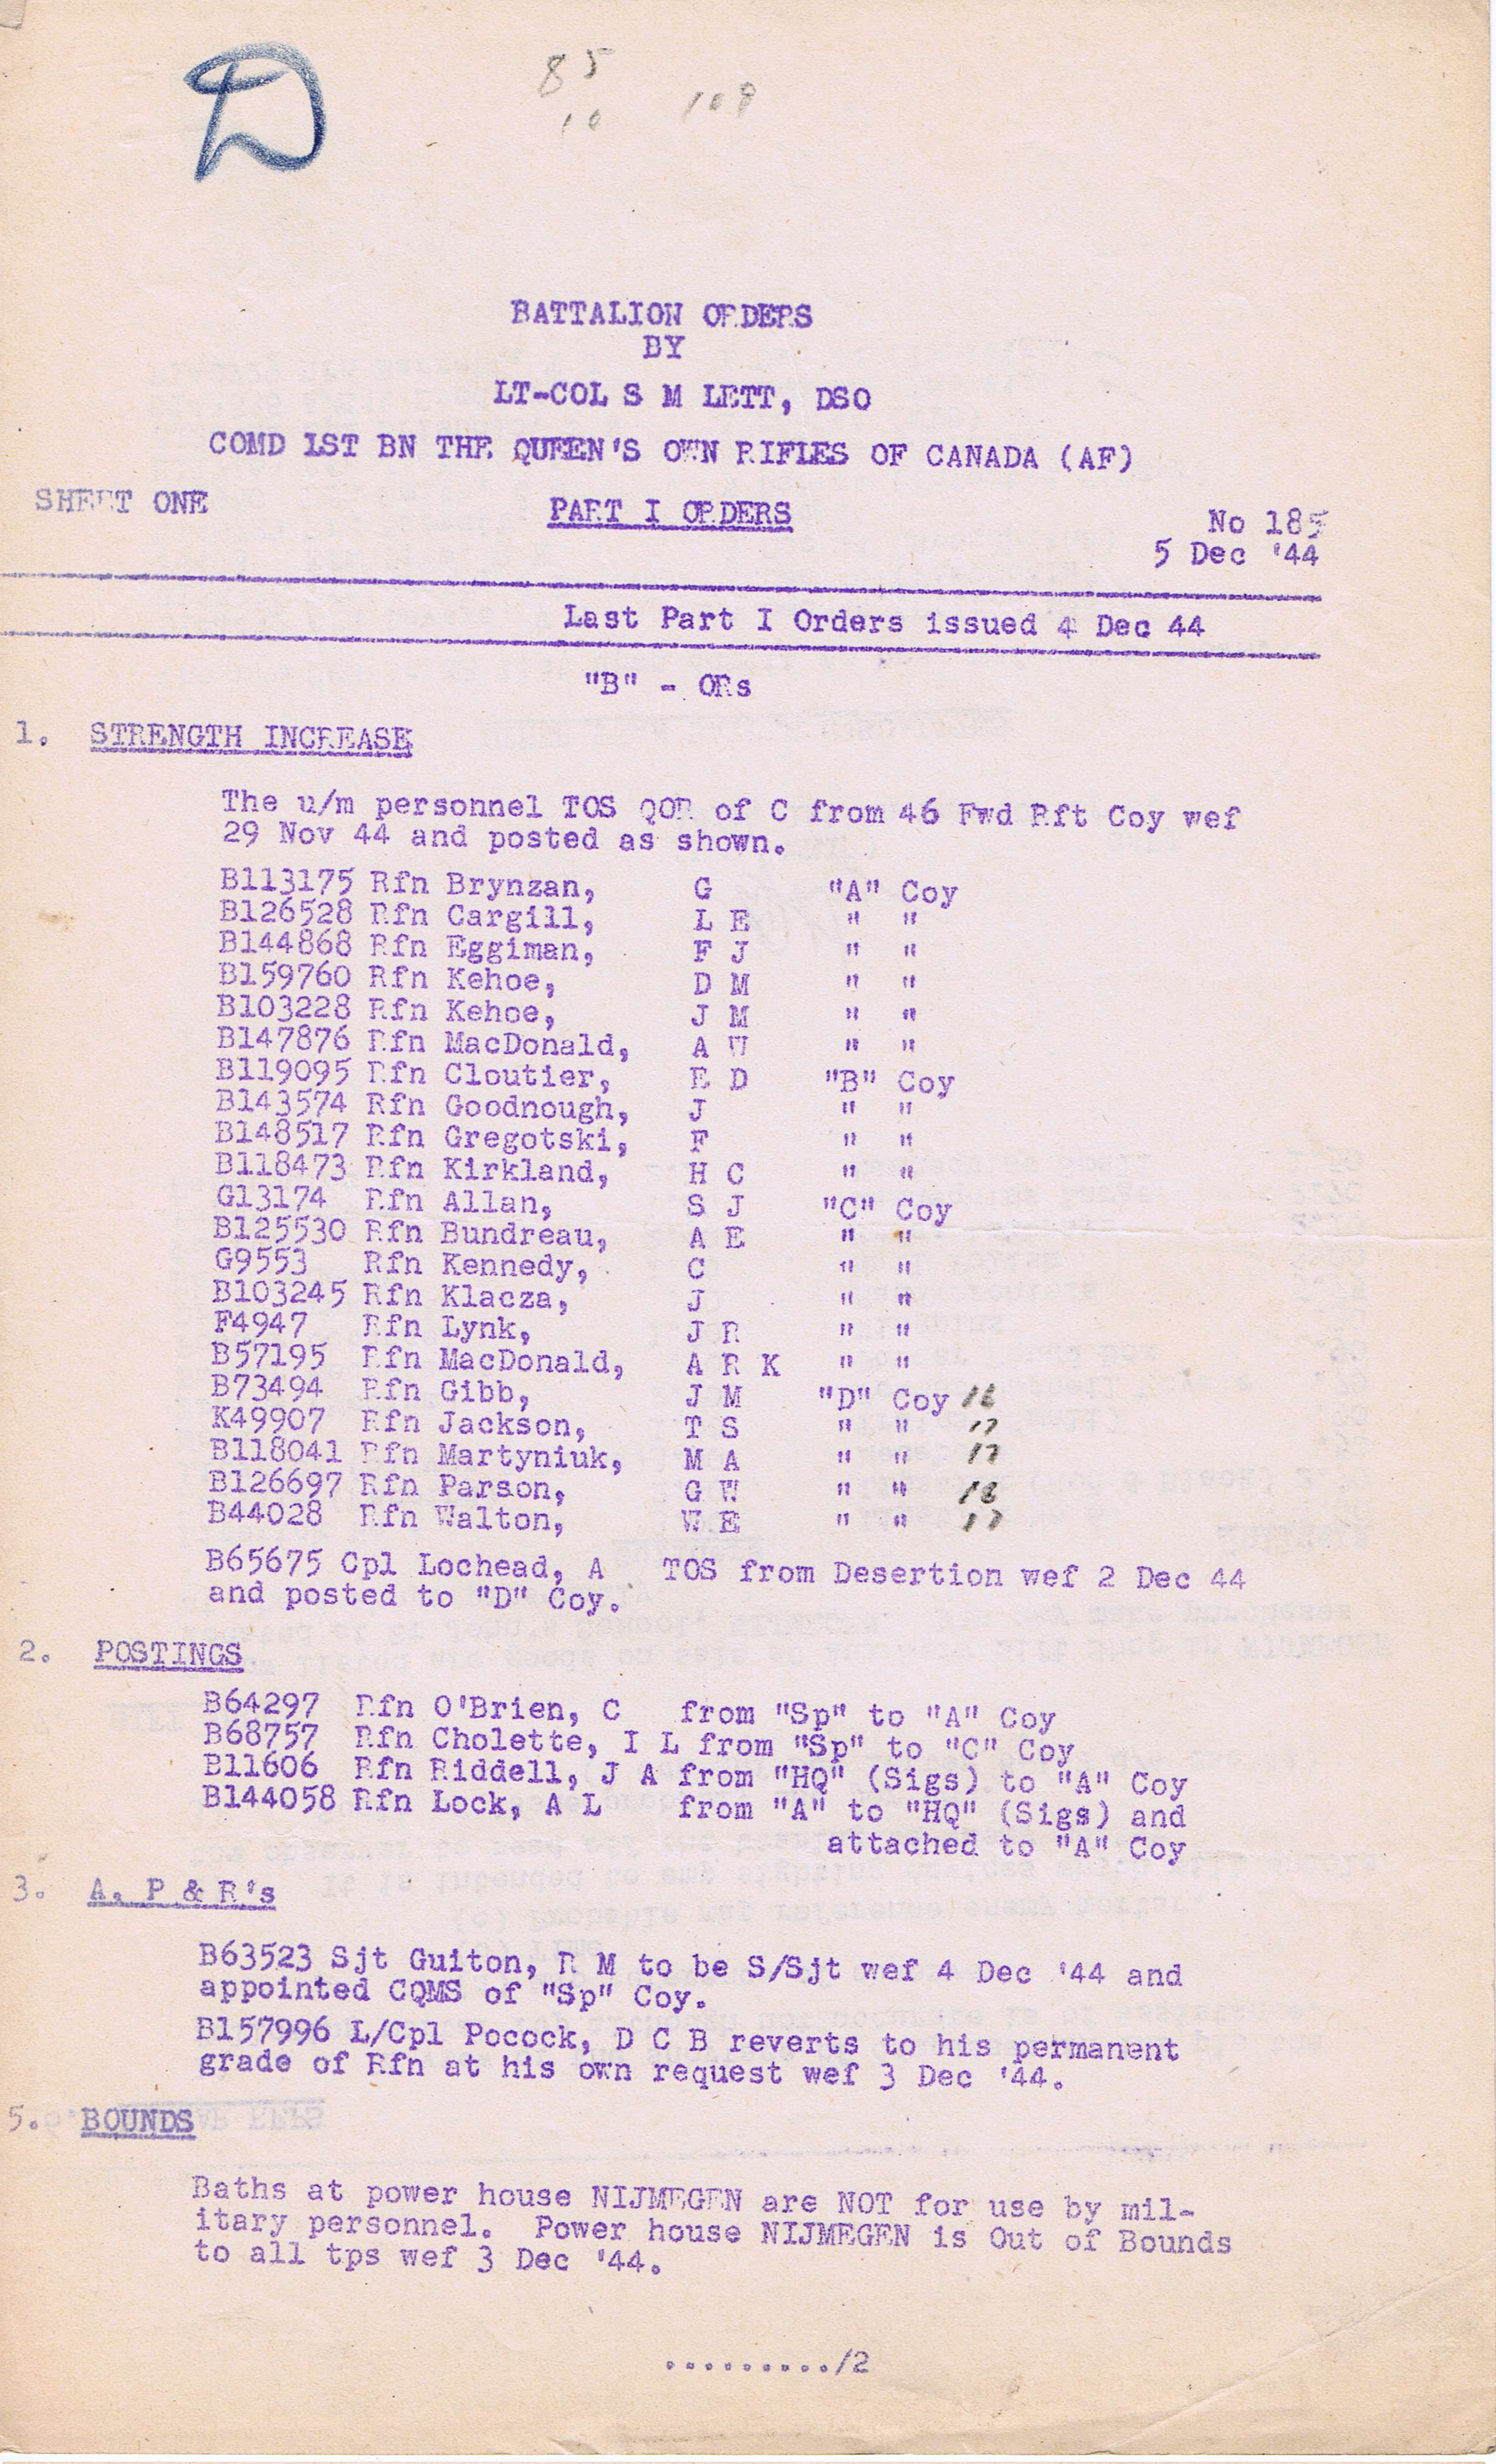 D
85
10 108
BATTALION ORDERS
BY
LT-COL S M LETT, DSO
COMD 1ST BN THE QUEEN'S OWN RIFLES OF CANADA (AF)
SHEET ONE PART I ORDERS
No 185
5 Dec '44
Last Part I Orders issued 4 Dec 44
"B" - ORs
1. STRENGTH INCREASE
The u/m personnel TOS QOR of C from 46 Fwd Rft Coy wef
29 Nov 44 and posted as shown.
B113175 Rfn Brynzan, G "A" Coy
B126528 Rfn Cargill, L E " "
B144868 Rfn Eggiman, F J " "
B159760 Rfn Kehoe, D M " "
B103228 Rfn Kehoe, J M " "
B147876 Rfn MacDonald, A W " "
B119095 Rfn Cloutier, E D "B" Coy
B143574 Rfn Goodnough, J " "
B148517 Rfn Gregotski, F " "
B118473 Rfn Kirkland, H C " "
G13174 Rfn Allan, S J "C" Coy
B125530 Rfn Bundreau, A E " "
G9553 Rfn Kennedy, C " "
B103245 Rfn Klacza, J " "
F4947 Rfn Lynk, J R " "
B57195 Rfn MacDonald, A R K " "
B73494 Rfn Gibb, J M "D" Coy 18
K49907 Rfn Jackson, T S " " 17
B118041 Rfn Martyniuk, M A " " 17
B126697 Rfn Parson, G W " " 18
B44028 Rfn Walton, W E " " 17
B65675 Cpl Lochead, A TOS from Desertion wef 2 Dec 44
and posted to "D" Coy.
2. POSTINGS
B64297 Rfn O'Brien, C from "Sp" to "A" Coy
B68757 Rfn Cholette, I L from "Sp" to "C" Coy
B11606 Rfn Riddell, J A from "HQ" (Sigs) to "A" Coy
B144058 Rfn Lock, A L from "A" to "HQ" (Sigs) and
attached to "A" Coy
3. A, P & R's
B63523 Sjt Guiton, R M to be S/Sjt wef 4 Dec '44 and
appointed CQMS of "Sp" Coy.
B157996 L/Cpl Pocock, D C B reverts to his permanent
grade of Rfn at his own request wef 3 Dec '44.
5. BOUNDS
Baths at power house NIJMEGEN are NOT for use by mil-
itary personnel. Power house NIJMEGEN is Out of Bounds
to all tps wef 3 Dec '44.
........./2